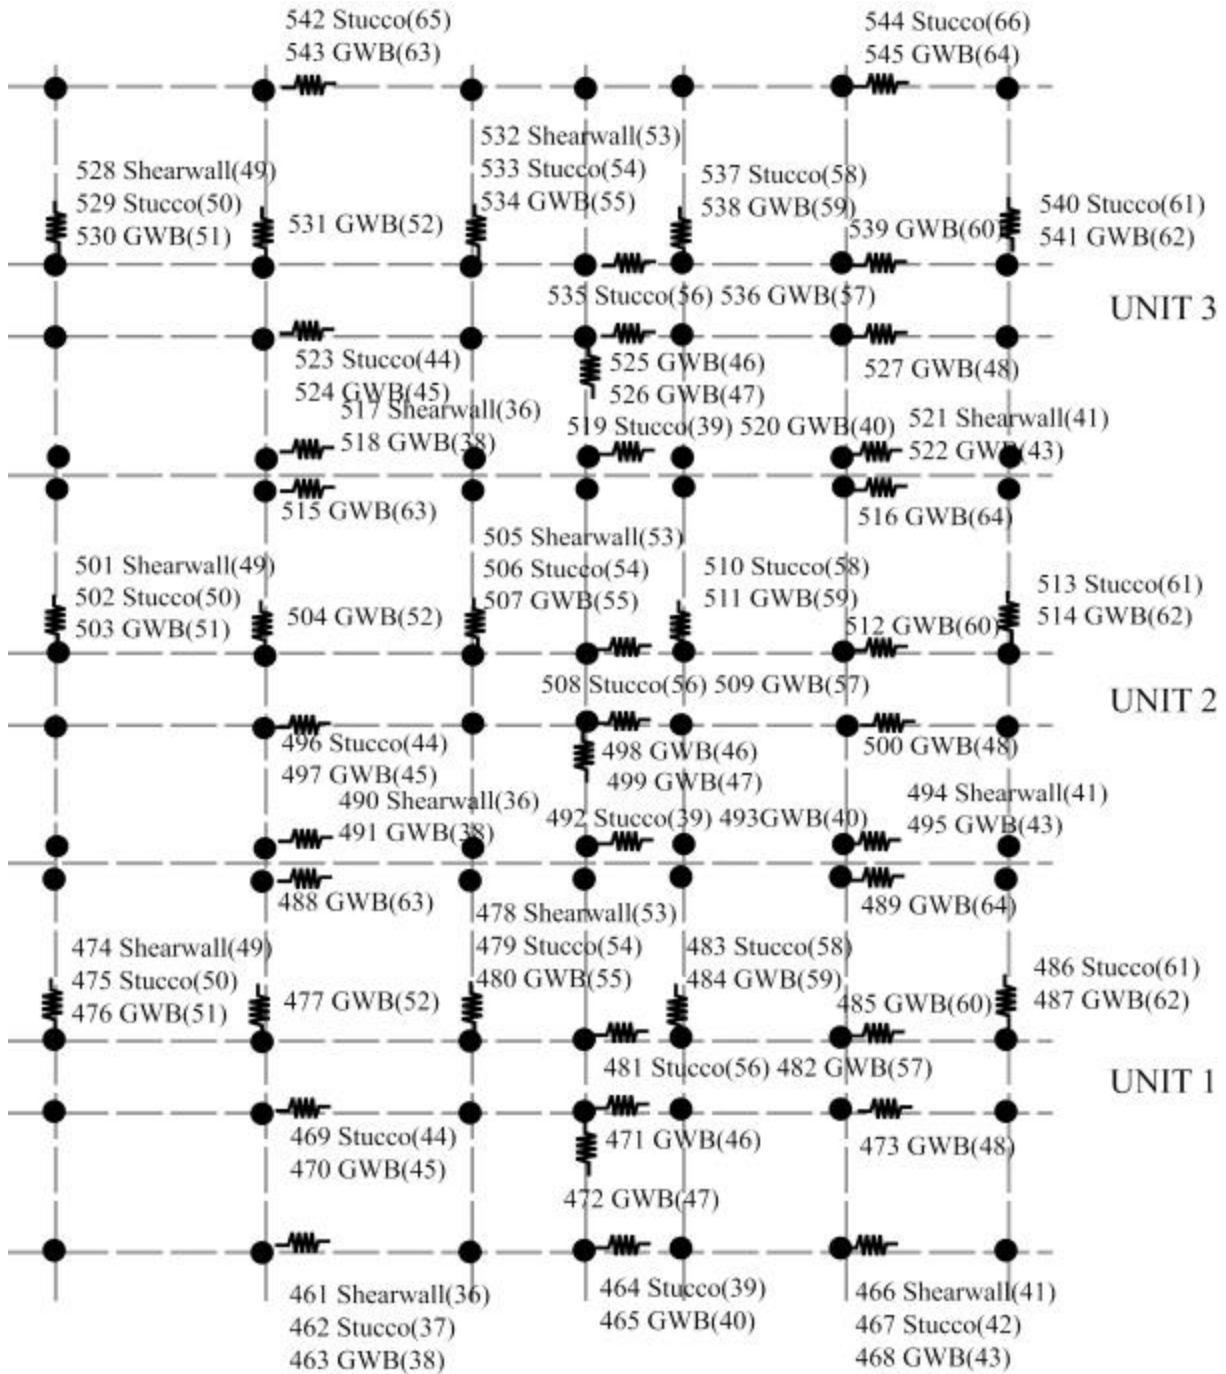 542 Stucco(65)
543 GWB(63)
544 Stucco(66)
545 GWB(64)
528 Shearwall(49)
529 Stucco(50)
530 GWB(51)
531 GWB(52)
532 Shearwall(53)
533 Stucco(54)
534 GWB(55)
537 Stucco(58)
538 GWB(59)
539 GWB(60)
540 Stucco(61)
541 GWB(62)
535 Stucco(56) 536 GWB(57)
UNIT 3
523 Stucco(44)
524 GWB(45)
525 GWB(46)
526 GWB(47)
527 GWB(48)
517 Shearwall(36)
518 GWB(38)
519 Stucco(39) 520 GWB(40)
521 Shearwall(41)
522 GWB(43)
515 GWB(63)
516 GWB(64)
501 Shearwall(49)
502 Stucco(50)
503 GWB(51)
504 GWB(52)
505 Shearwall(53)
506 Stucco(54)
507 GWB(55)
510 Stucco(58)
511 GWB(59)
512 GWB(60)
513 Stucco(61)
514 GWB(62)
508 Stucco(56) 509 GWB(57)
UNIT 2
496 Stucco(44)
497 GWB(45)
498 GWB(46)
499 GWB(47)
500 GWB(48)
490 Shearwall(36)
491 GWB(38)
492 Stucco(39) 493GWB(40)
494 Shearwall(41)
495 GWB(43)
488 GWB(63)
489 GWB(64)
474 Shearwall(49)
475 Stucco(50)
476 GWB(51)
477 GWB(52)
478 Shearwall(53)
479 Stucco(54)
480 GWB(55)
483 Stucco(58)
484 GWB(59)
485 GWB(60)
486 Stucco(61)
487 GWB(62)
481 Stucco(56) 482 GWB(57)
UNIT 1
469 Stucco(44)
470 GWB(45)
471 GWB(46)
472 GWB(47)
473 GWB(48)
461 Shearwall(36)
462 Stucco(37)
463 GWB(38)
464 Stucco(39)
465 GWB(40)
466 Shearwall(41)
467 Stucco(42)
468 GWB(43)